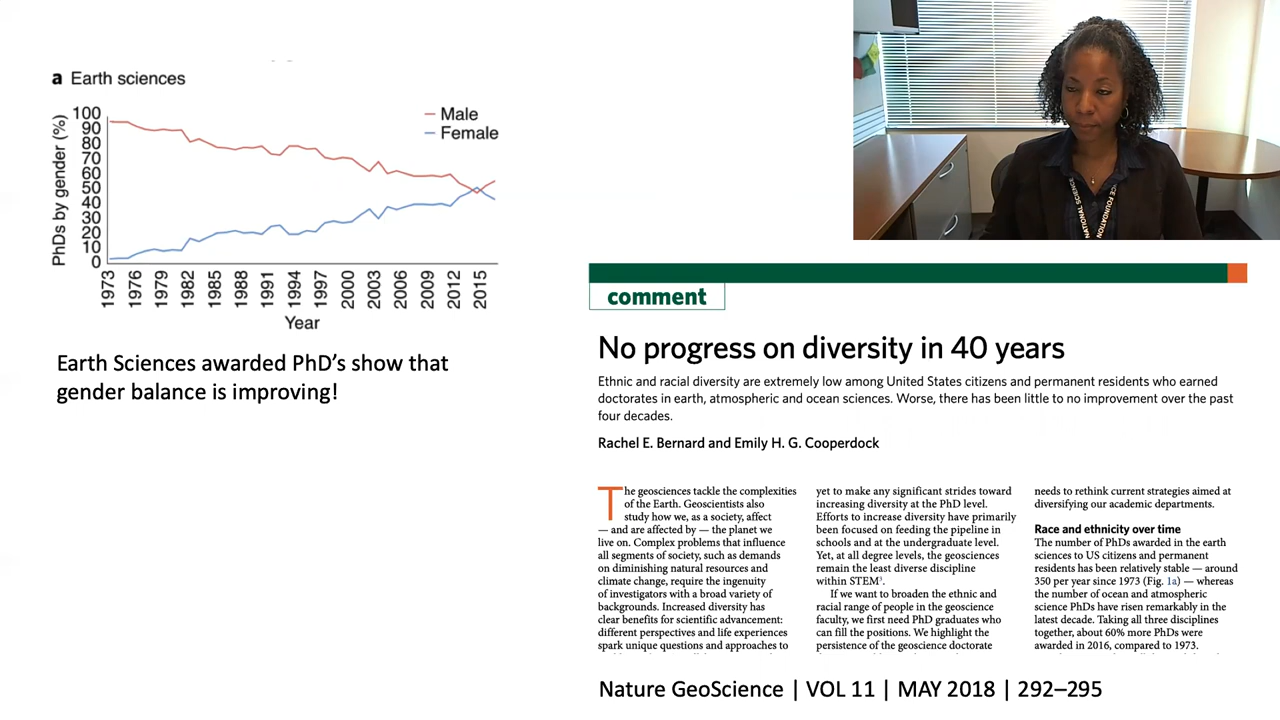 a Earth sciences
100
90
80
70
60
50
40
30
20
10
0
PhDs by gender (%)
Male
Female
1973
1976
1979
1982
1985
1988
1991
1994
1997
2000
2003
2006
2009
2012
2015
Year
Earth Sciences awarded PhD’s show that
gender balance is improving!
NATIONAL SCIENCE
NCE FOUNDATION
comment
No progress on diversity in 40 years
Ethnic and racial diversity are extremely low among United States citizens and permanent residents who earned
doctorates in earth, atmospheric and ocean sciences. Worse, there has been little to no improvement over the past
four decades.
Rachel E. Bernard and Emily H. G. Cooperdock
The geosciences tackle the complexities
of the Earth. Geoscientists also
study how we, as a society, affect
— and are affected by — the planet we
live on. Complex problems that influence
all segments of society, such as demands
on diminishing natural resources and
climate change, require the ingenuity
of investigators with a broad variety of
backgrounds. Increased diversity has
clear benefits for scientific advancement:
different perspectives and life experiences
spark unique questions and approaches to
yet to make any significant strides toward
increasing diversity at the PhD level.
Efforts to increase diversity have primarily
been focused on feeding the pipeline in
schools and at the undergraduate level.
Yet, at all degree levels, the geosciences
remain the least diverse discipline
within STEM³.
If we want to broaden the ethnic and
racial range of people in the geoscience
faculty, we first need PhD graduates who
can fill the positions. We highlight the
persistence of the geoscience doctorate
needs to rethink current strategies aimed at
diversifying our academic departments.
Race and ethnicity over time
The number of PhDs awarded in the earth
sciences to US citizens and permanent
residents has been relatively stable — around
350 per year since 1973 (Fig. 1a) — whereas
the number of ocean and atmospheric
science PhDs have risen remarkably in the
latest decade. Taking all three disciplines
together, about 60% more PhDs were
awarded in 2016, compared to 1973.
Nature GeoScience | VOL 11 | MAY 2018 | 292–295